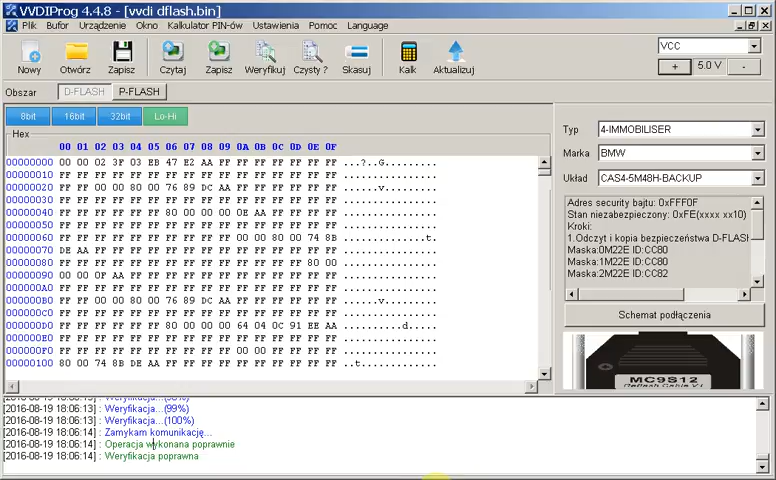 VVDIProg 4.4.8 - [vvdi dflash.bin]
Plik Bufor Urządzenie Okno Kalkulator PIN-ów Ustawienia Pomoc Language
Nowy Otwórz Zapisz Czytaj Zapisz Weryfikuj Czysty ? Skasuj Kalk Aktualizuj
VCC
+ 5.0 V -
Obszar D-FLASH P-FLASH
8bit 16bit 32bit Lo-Hi
Hex
00 01 02 03 04 05 06 07 08 09 0A 0B 0C 0D 0E 0F
00000000 00 00 02 3F 03 EB 47 E2 AA FF FF FF FF FF FF FF ...?..G.........
00000010 FF FF FF FF FF FF FF FF FF FF FF FF FF FF FF FF ................
00000020 FF FF 00 00 80 00 76 89 DC AA FF FF FF FF FF FF ......v.........
00000030 FF FF FF FF FF FF FF FF FF FF FF FF FF FF FF FF ................
00000040 FF FF FF FF FF FF 80 00 00 00 0E AA FF FF FF FF ................
00000050 FF FF FF FF FF FF FF FF FF FF FF FF FF FF FF FF ................
00000060 FF FF FF FF FF FF FF FF FF FF 00 00 80 00 74 8B ..............t.
00000070 DE AA FF FF FF FF FF FF FF FF FF FF FF FF FF FF ................
00000080 FF FF FF FF FF FF FF FF FF FF FF FF FF FF 80 00 ................
00000090 00 00 0F AA FF FF FF FF FF FF FF FF FF FF FF FF ................
000000A0 FF FF FF FF FF FF FF FF FF FF FF FF FF FF FF FF ................
000000B0 FF FF 00 00 80 00 76 89 DC AA FF FF FF FF FF FF ......v.........
000000C0 FF FF FF FF FF FF FF FF FF FF FF FF FF FF FF FF ................
000000D0 FF FF FF FF FF FF 80 00 00 00 64 04 0C 91 EE AA ..........d.....
000000E0 FF FF FF FF FF FF FF FF FF FF FF FF FF FF FF FF ................
000000F0 FF FF FF FF FF FF FF FF FF FF 00 00 FF FF FF FF ................
00000100 80 00 74 8B DE AA FF FF FF FF FF FF FF FF FF FF ..t.............
Typ 4-IMMOBILISER
Marka BMW
Układ CAS4-5M48H-BACKUP
Adres security bajtu: 0xFFF0F
Stan niezabezpieczony: 0xFE(xxxx xx10)
Kroki:
1.Odczyt i kopia bezpieczeństwa D-FLASH
Maska:0M22E ID:CC80
Maska:1M22E ID:CC80
Maska:2M22E ID:CC82
Schemat podłączenia
MC9S12
Reflash Cable V1
[2016-08-19 18:06:13] : Weryfikacja...(99%)
[2016-08-19 18:06:13] : Weryfikacja...(100%)
[2016-08-19 18:06:14] : Zamykam komunikację...
[2016-08-19 18:06:14] : Operacja wykonana poprawnie
[2016-08-19 18:06:14] : Weryfikacja poprawna